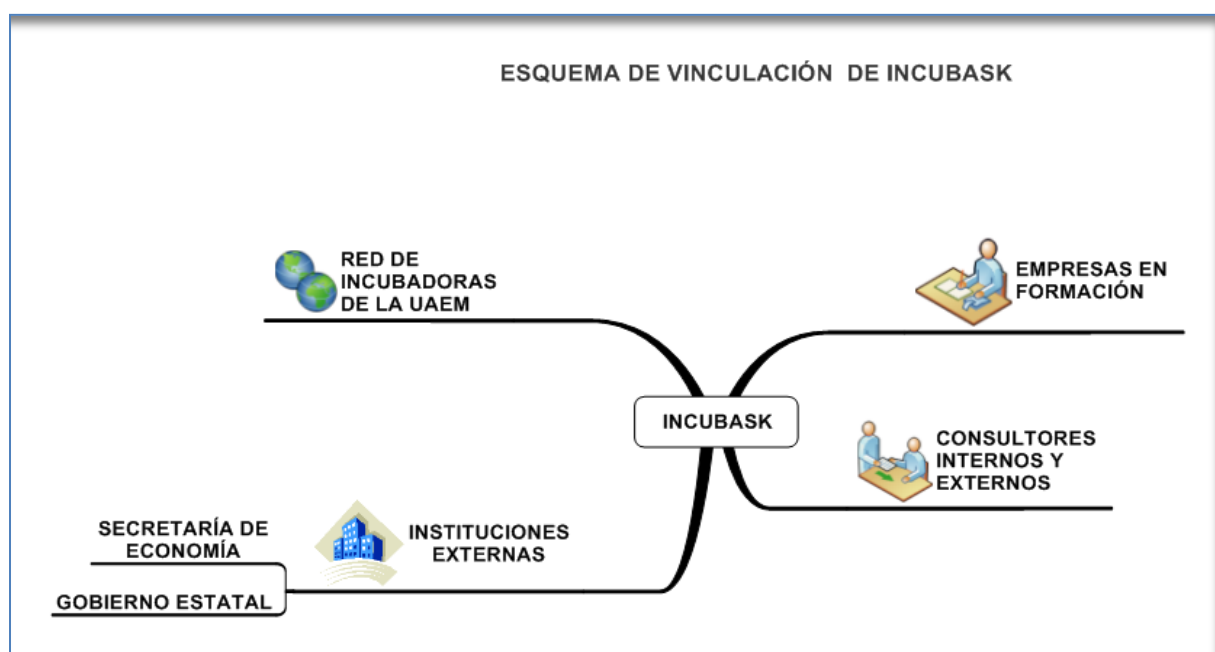 ESQUEMA DE VINCULACIÓN DE INCUBASK
RED DE
INCUBADORAS
DE LA UAEM
EMPRESAS EN
FORMACIÓN
INCUBASK
CONSULTORES
INTERNOS Y
EXTERNOS
INSTITUCIONES
EXTERNAS
SECRETARÍA DE
ECONOMÍA
GOBIERNO ESTATAL